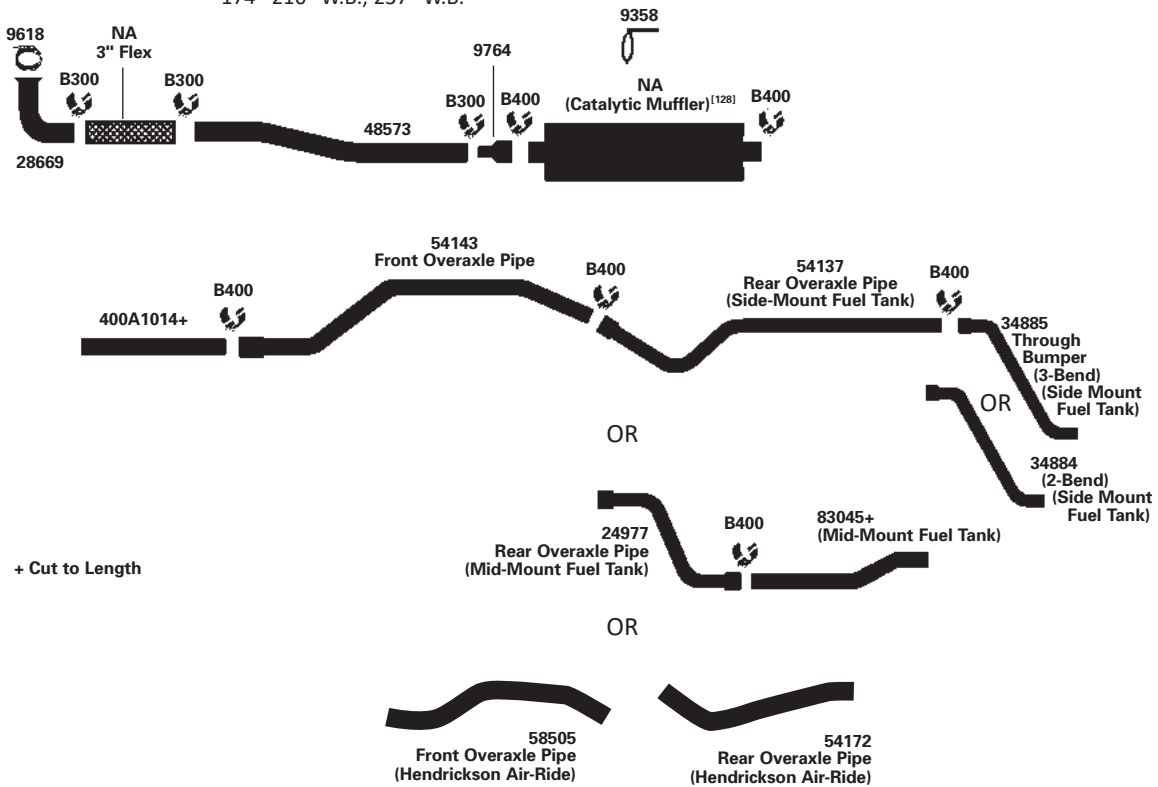 174" 216" W.B., 237" W.B.
9618
NA
3" Flex
B300
B300
28669
48573
9764
B300
B400
9358
NA
(Catalytic Muffler)[128]
B400
54143
Front Overaxle Pipe
400A1014+
B400
B400
54137
Rear Overaxle Pipe
(Side-Mount Fuel Tank)
B400
34885
Through
Bumper
(3-Bend)
(Side Mount
Fuel Tank)
OR
OR
34884
(2-Bend)
(Side Mount
Fuel Tank)
24977
Rear Overaxle Pipe
(Mid-Mount Fuel Tank)
B400
83045+
(Mid-Mount Fuel Tank)
+ Cut to Length
OR
58505
Front Overaxle Pipe
(Hendrickson Air-Ride)
54172
Rear Overaxle Pipe
(Hendrickson Air-Ride)